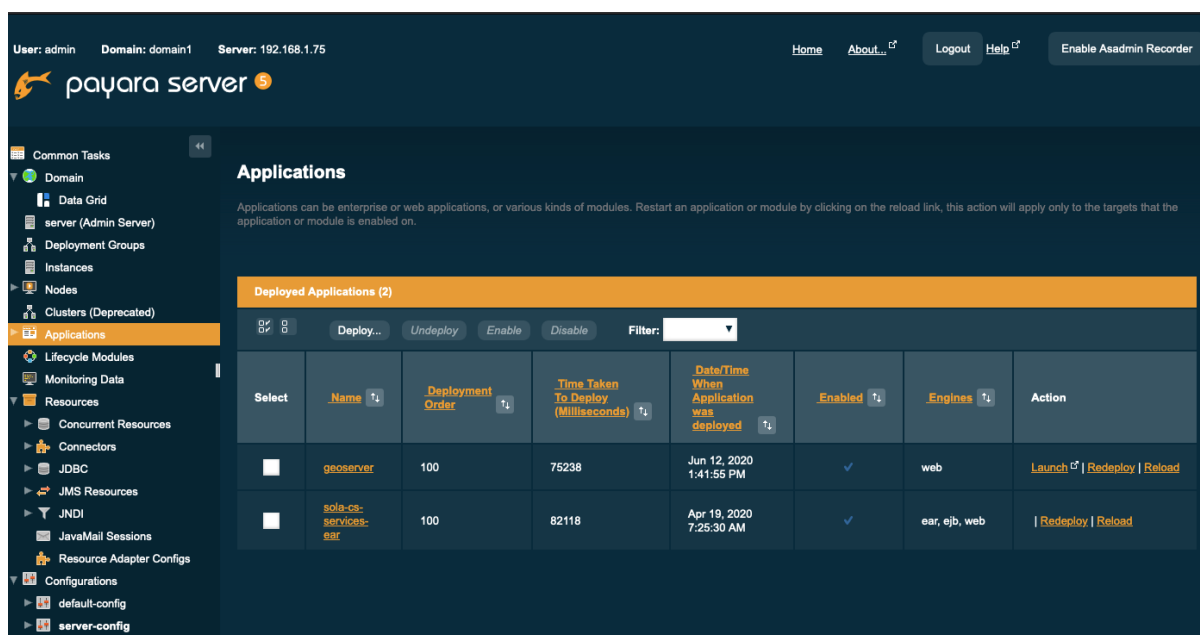 User: admin Domain: domain1 Server: 192.168.1.75
Home About... Logout Help Enable Asadmin Recorder
payara server 5
Common Tasks
Domain
Data Grid
server (Admin Server)
Deployment Groups
Instances
Nodes
Clusters (Deprecated)
Applications
Lifecycle Modules
Monitoring Data
Resources
Concurrent Resources
Connectors
JDBC
JMS Resources
JNDI
JavaMail Sessions
Resource Adapter Configs
Configurations
default-config
server-config
Applications
Applications can be enterprise or web applications, or various kinds of modules. Restart an application or module by clicking on the reload link, this action will apply only to the targets that the
application or module is enabled on.
Deployed Applications (2)
Deploy... Undeploy Enable Disable Filter:
Select
Name
Deployment
Order
Time Taken
To Deploy
(Milliseconds)
Date/Time
When
Application
was
deployed
Enabled
Engines
Action
geoserver
100
75238
Jun 12, 2020
1:41:55 PM
web
Launch | Redeploy | Reload
sola-cs-
services-
ear
100
82118
Apr 19, 2020
7:25:30 AM
ear, ejb, web
| Redeploy | Reload